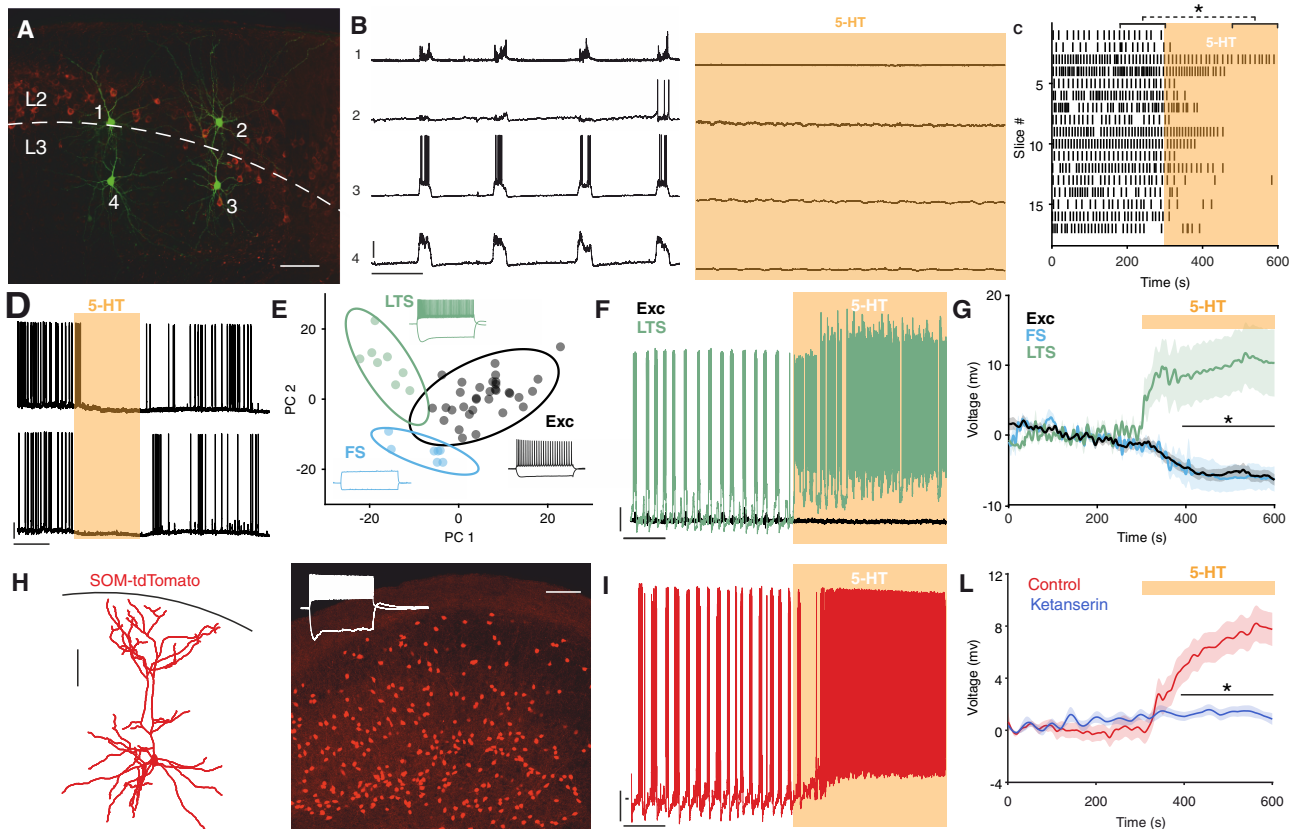 A
L2
L3
1
2
3
4
B
1
2
3
4
5-HT
C
*
5-HT
Slice #
5
10
15
0
200
400
600
Time (s)
D
5-HT
E
LTS
FS
Exc
PC 2
20
0
-20
-20
0
20
PC 1
F
Exc
LTS
5-HT
G
5-HT
Exc
FS
LTS
*
Voltage (mv)
20
10
0
-10
0
200
400
600
Time (s)
H
SOM-tdTomato
I
5-HT
L
5-HT
Control
Ketanserin
*
Voltage (mv)
12
8
4
0
-4
0
200
400
600
Time (s)